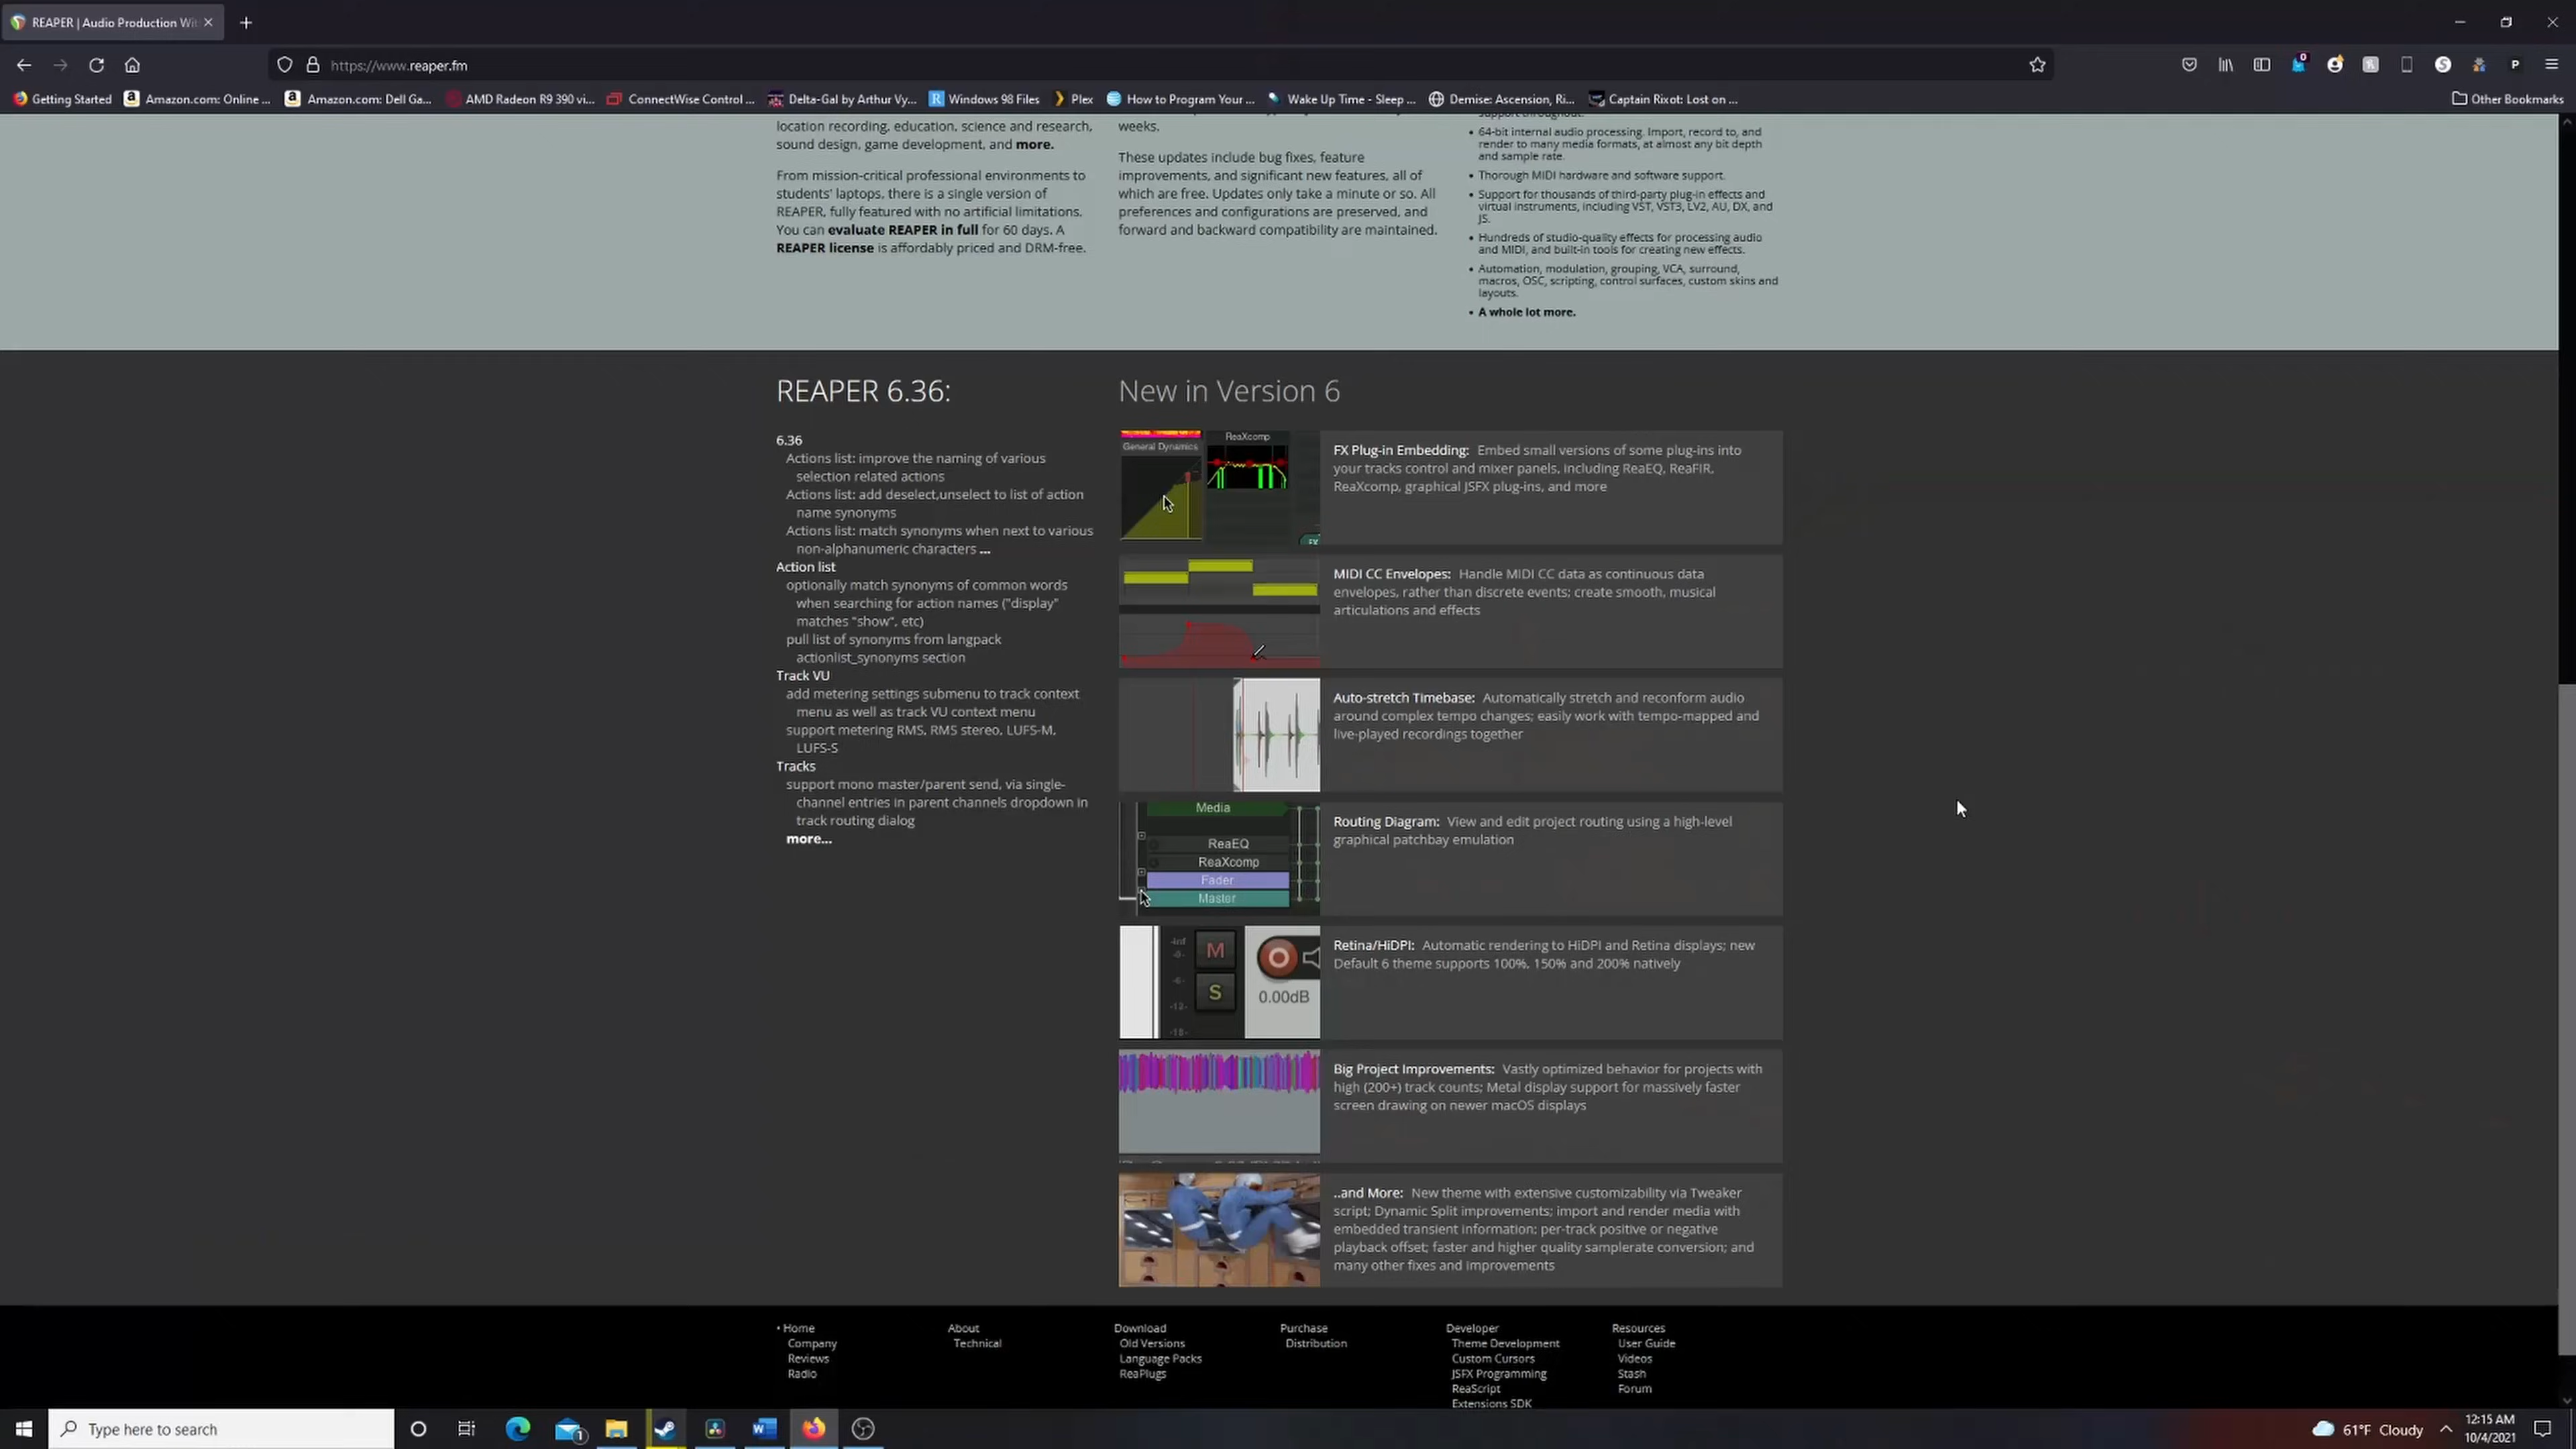 REAPER | Audio Production Wit
https://www.reaper.fm
Getting Started
Amazon.com: Online ...
Amazon.com: Dell Ga...
AMD Radeon R9 390 vi...
ConnectWise Control ...
Delta-Gal by Arthur Vy...
Windows 98 Files
Plex
How to Program Your ...
Wake Up Time - Sleep ...
Demise: Ascension, Ri...
Captain Rixot: Lost on ...
Other Bookmarks
location recording, education, science and research,
sound design, game development, and more.
From mission-critical professional environments to
students' laptops, there is a single version of
REAPER, fully featured with no artificial limitations.
You can evaluate REAPER in full for 60 days. A
REAPER license is affordably priced and DRM-free.
weeks.
These updates include bug fixes, feature
improvements, and significant new features, all of
which are free. Updates only take a minute or so. All
preferences and configurations are preserved, and
forward and backward compatibility are maintained.
support throughout.
• 64-bit internal audio processing. Import, record to, and
render to many media formats, at almost any bit depth
and sample rate.
• Thorough MIDI hardware and software support.
• Support for thousands of third-party plug-in effects and
virtual instruments, including VST, VST3, LV2, AU, DX, and
JS.
• Hundreds of studio-quality effects for processing audio
and MIDI, and built-in tools for creating new effects.
• Automation, modulation, grouping, VCA, surround,
macros, OSC, scripting, control surfaces, custom skins and
layouts.
• A whole lot more.
REAPER 6.36:
6.36
Actions list: improve the naming of various
selection related actions
Actions list: add deselect,unselect to list of action
name synonyms
Actions list: match synonyms when next to various
non-alphanumeric characters ...
Action list
optionally match synonyms of common words
when searching for action names ("display"
matches "show", etc)
pull list of synonyms from langpack
actionlist_synonyms section
Track VU
add metering settings submenu to track context
menu as well as track VU context menu
support metering RMS, RMS stereo, LUFS-M,
LUFS-S
Tracks
support mono master/parent send, via single-
channel entries in parent channels dropdown in
track routing dialog
more...
New in Version 6
General Dynamics
ReaXcomp
FX
FX Plug-in Embedding: Embed small versions of some plug-ins into
your tracks control and mixer panels, including ReaEQ, ReaFIR,
ReaXcomp, graphical JSFX plug-ins, and more
MIDI CC Envelopes: Handle MIDI CC data as continuous data
envelopes, rather than discrete events; create smooth, musical
articulations and effects
Auto-stretch Timebase: Automatically stretch and reconform audio
around complex tempo changes; easily work with tempo-mapped and
live-played recordings together
Media
ReaEQ
ReaXcomp
Fader
Master
Routing Diagram: View and edit project routing using a high-level
graphical patchbay emulation
-inf
-0-
-6-
-12-
-18-
M
S
0.00dB
Retina/HiDPI: Automatic rendering to HiDPI and Retina displays; new
Default 6 theme supports 100%, 150% and 200% natively
Big Project Improvements: Vastly optimized behavior for projects with
high (200+) track counts; Metal display support for massively faster
screen drawing on newer macOS displays
..and More: New theme with extensive customizability via Tweaker
script; Dynamic Split improvements; import and render media with
embedded transient information; per-track positive or negative
playback offset; faster and higher quality samplerate conversion; and
many other fixes and improvements
• Home
Company
Reviews
Radio
About
Technical
Download
Old Versions
Language Packs
ReaPlugs
Purchase
Distribution
Developer
Theme Development
Custom Cursors
JSFX Programming
ReaScript
Extensions SDK
Resources
User Guide
Videos
Stash
Forum
Type here to search
1
61°F Cloudy
12:15 AM
10/4/2021